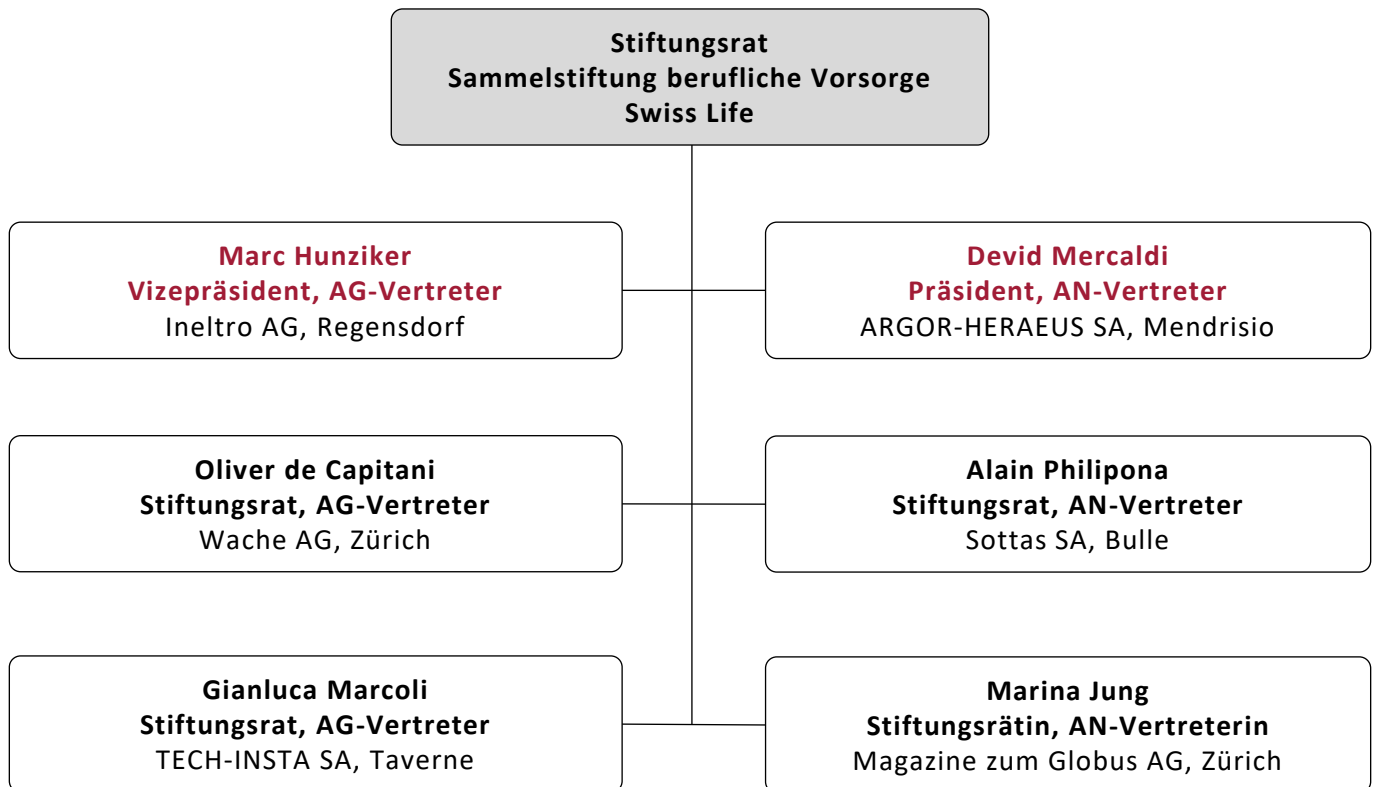 Stiftungsrat
Sammelstiftung berufliche Vorsorge
Swiss Life
Marc Hunziker
Vizepräsident, AG-Vertreter
Ineltro AG, Regensdorf
Devid Mercaldi
Präsident, AN-Vertreter
ARGOR-HERAEUS SA, Mendrisio
Oliver de Capitani
Stiftungsrat, AG-Vertreter
Wache AG, Zürich
Alain Philipona
Stiftungsrat, AN-Vertreter
Sottas SA, Bulle
Gianluca Marcoli
Stiftungsrat, AG-Vertreter
TECH-INSTA SA, Taverne
Marina Jung
Stiftungsrätin, AN-Vertreterin
Magazine zum Globus AG, Zürich